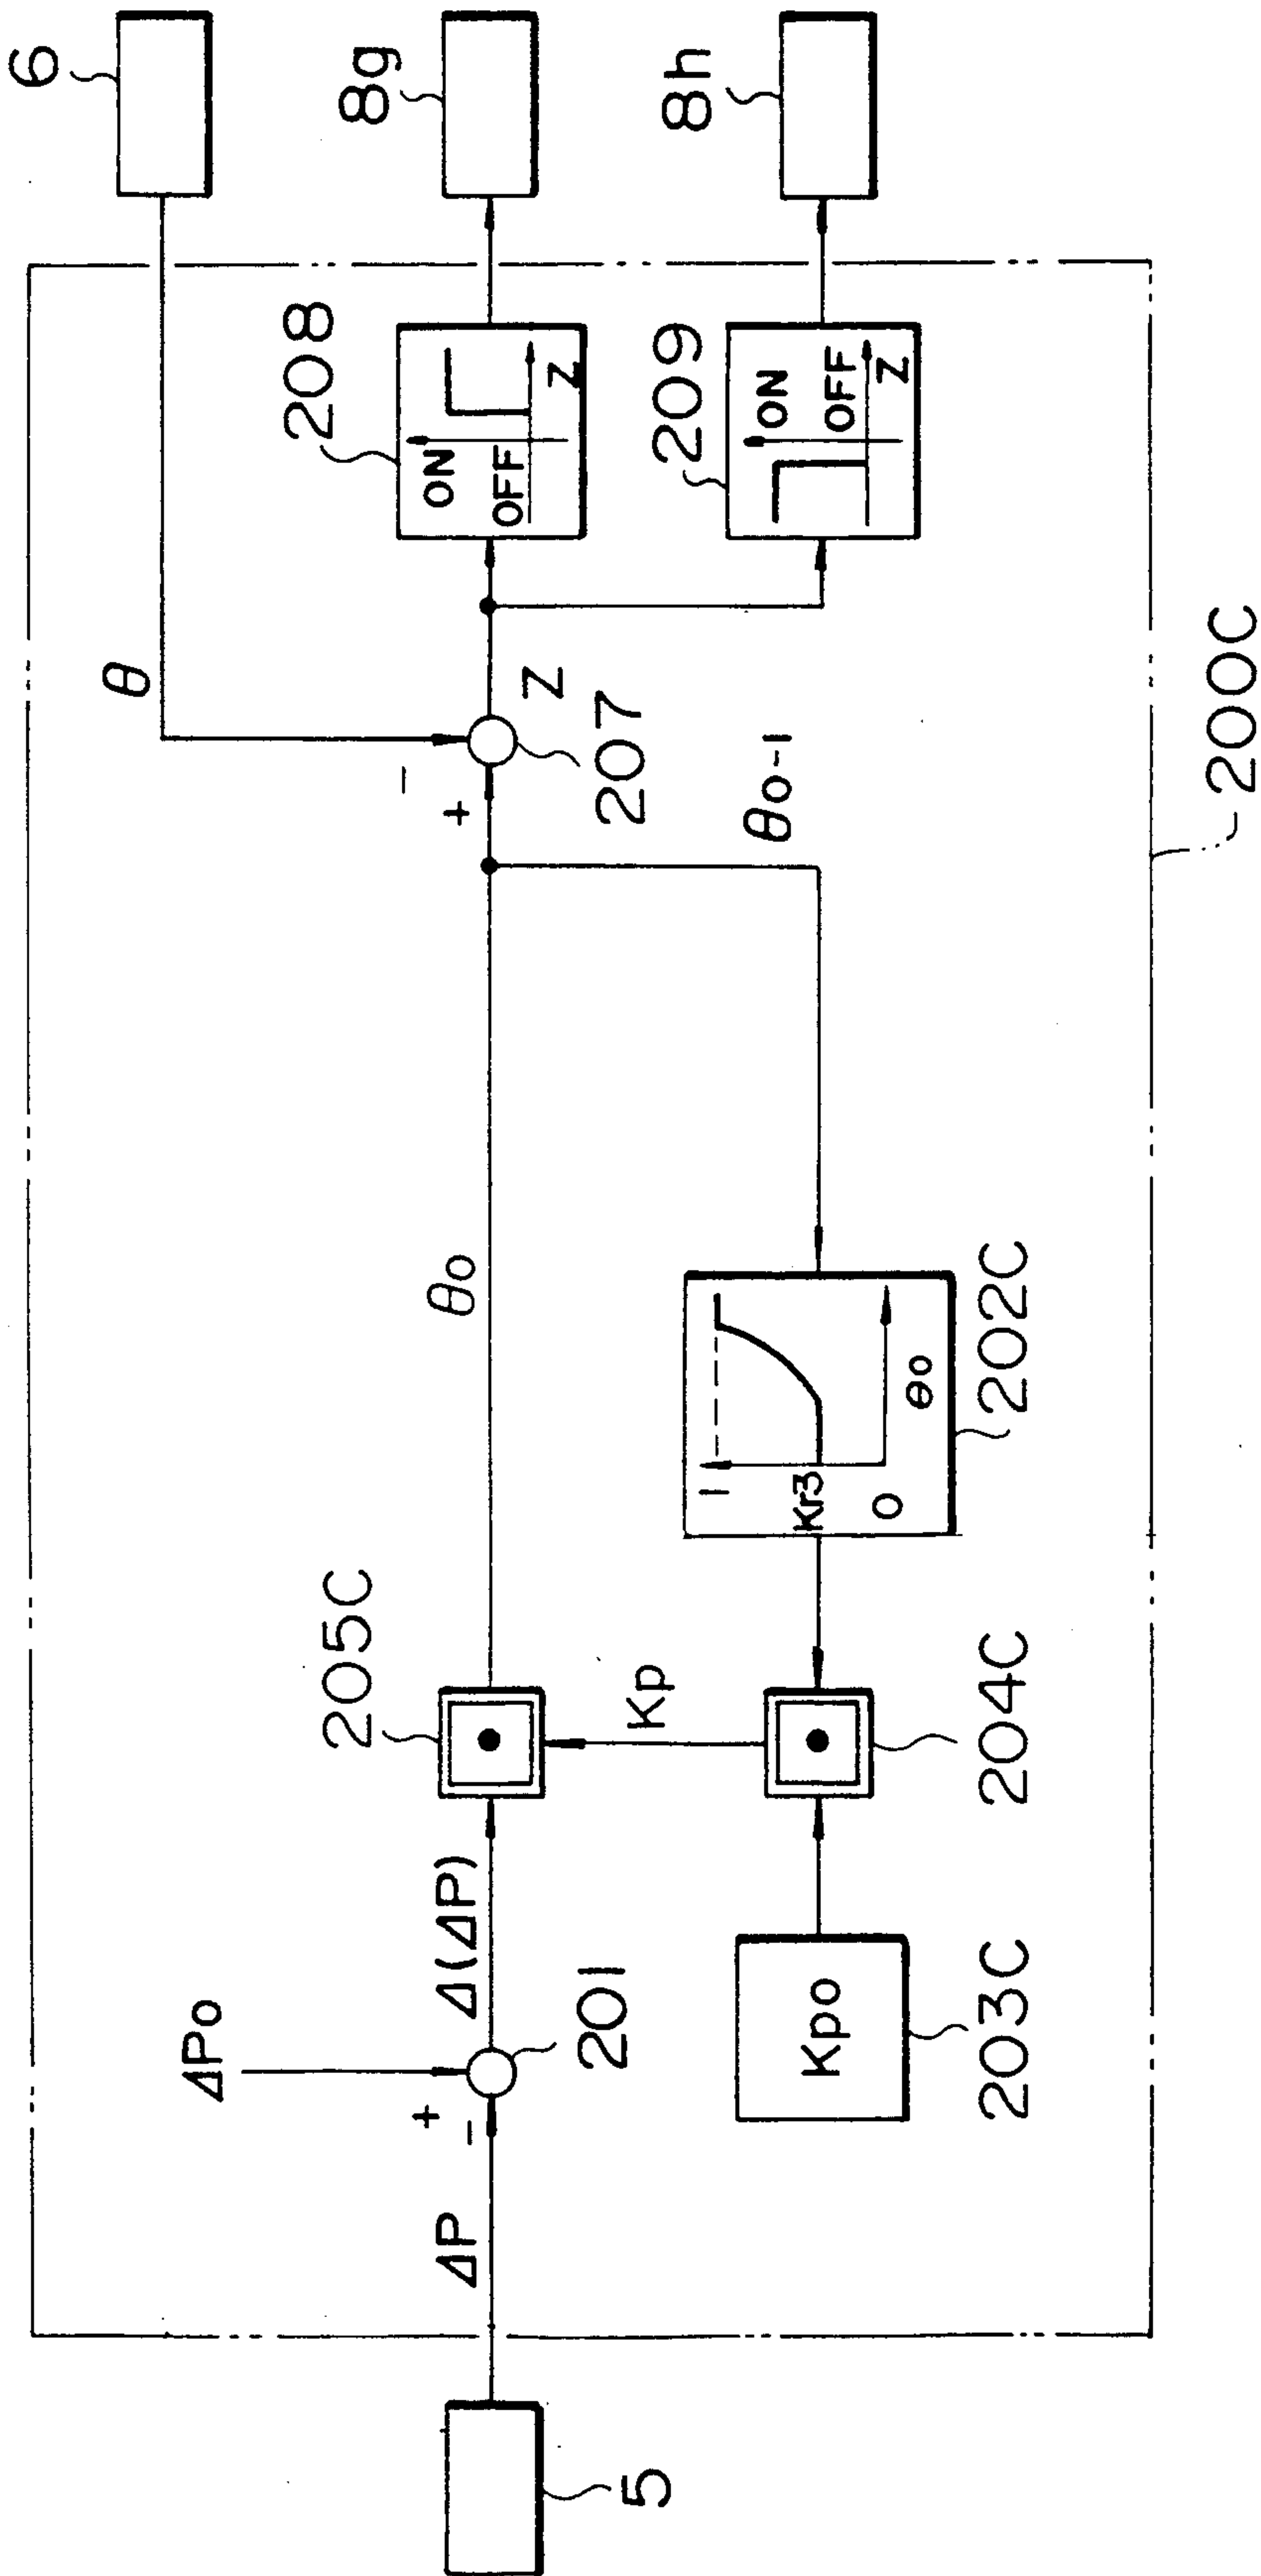 6
8g
8h
θ
208
ON
OFF
Z
209
ON
OFF
Z
-
+
Z
207
θo-1
200C
θo
205C
Kp
1
Kr3
0
θo
202C
204C
ΔPo
Δ(ΔP)
+
-
201
ΔP
Kpo
203C
5